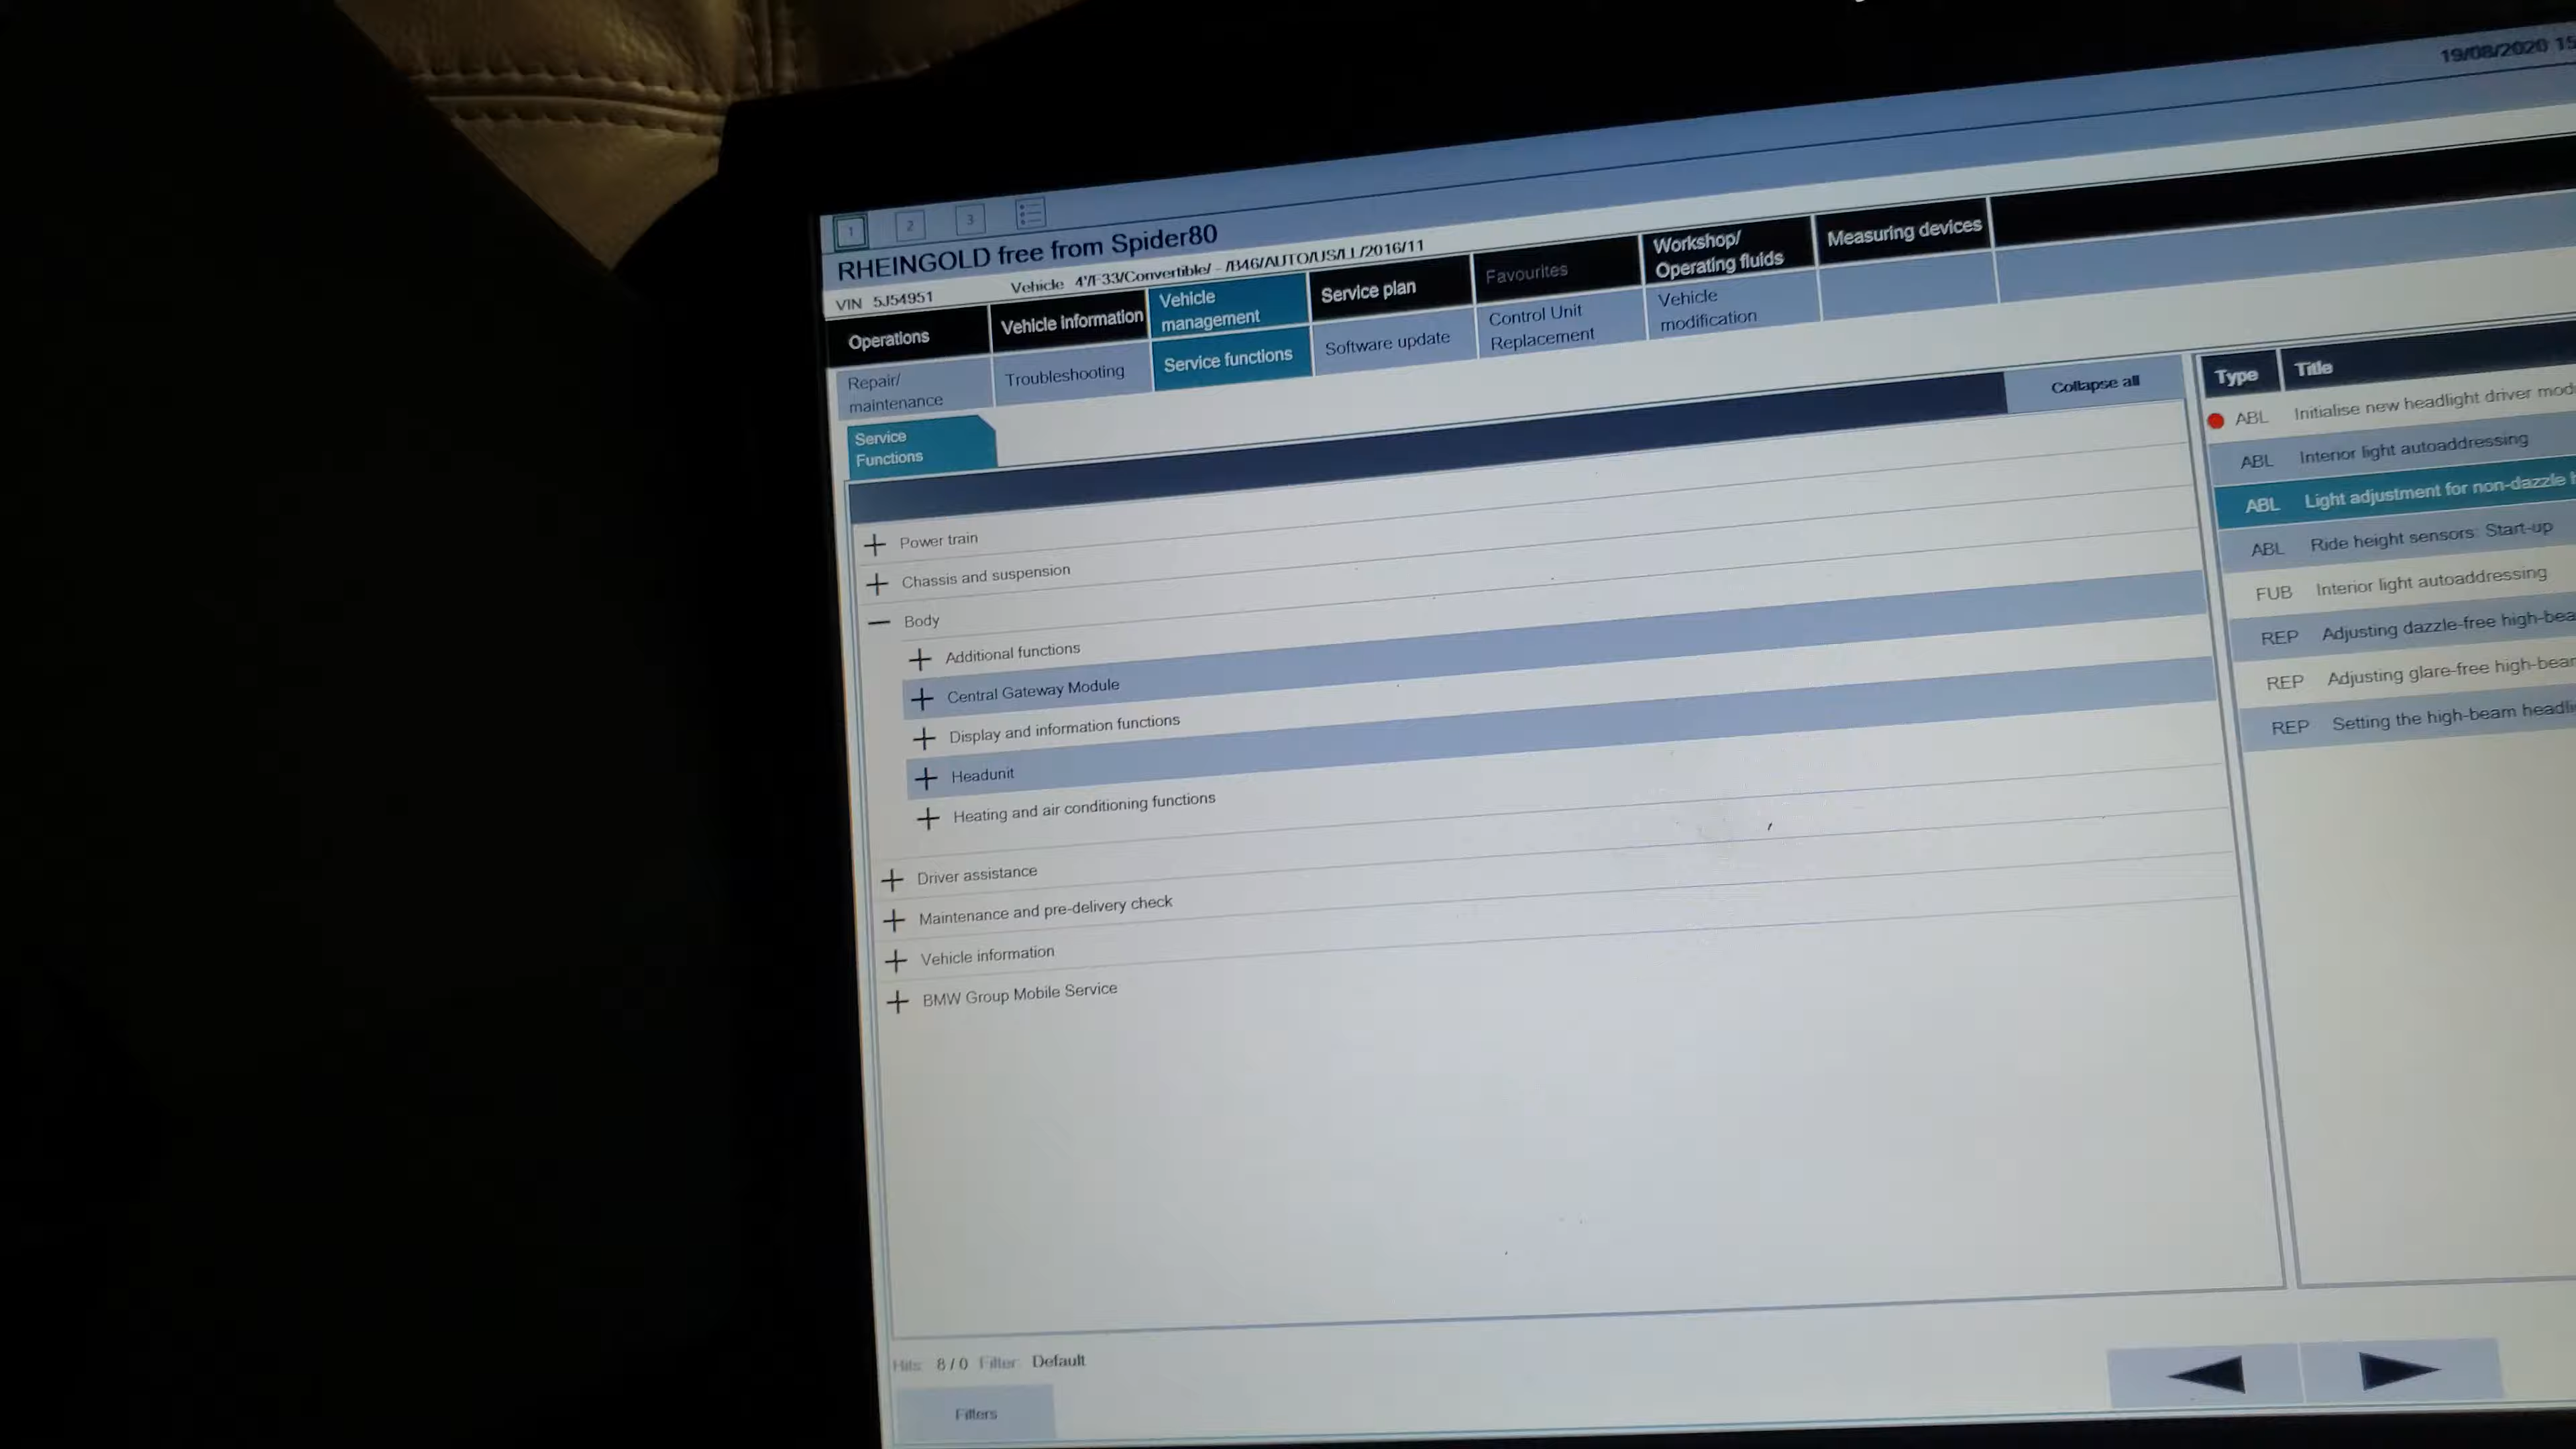 19/08/2020 15
1
2
3
RHEINGOLD free from Spider80
VIN 5J54951
Vehicle 4'/F33/Convertible/ - /B46/AUTO/US/LL/2016/11
Operations
Vehicle information
Vehicle
management
Service plan
Favourites
Workshop/
Operating fluids
Measuring devices
Repair/
maintenance
Troubleshooting
Service functions
Software update
Control Unit
Replacement
Vehicle
modification
Service
Functions
Collapse all
Power train
Chassis and suspension
Body
Additional functions
Central Gateway Module
Display and information functions
Headunit
Heating and air conditioning functions
Driver assistance
Maintenance and pre-delivery check
Vehicle information
BMW Group Mobile Service
Type Title
ABL Initialise new headlight driver mod
ABL Interior light autoaddressing
ABL Light adjustment for non-dazzle
ABL Ride height sensors: Start-up
FUB Interior light autoaddressing
REP Adjusting dazzle-free high-bea
REP Adjusting glare-free high-bear
REP Setting the high-beam headli
Hits: 8 / 0 Filter: Default
Filters